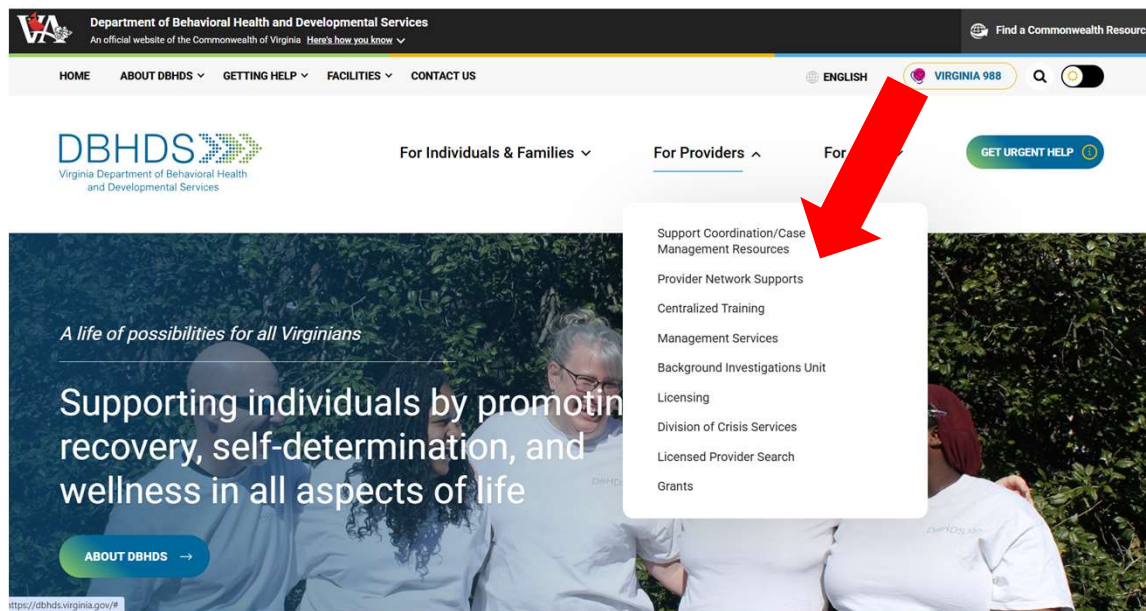 Department of Behavioral Health and Developmental Services
An official website of the Commonwealth of Virginia Here's how you know
Find a Commonwealth Resourc
HOME ABOUT DBHDS GETTING HELP FACILITIES CONTACT US ENGLISH VIRGINIA 988
DBHDS
Virginia Department of Behavioral Health
and Developmental Services
For Individuals & Families For Providers For
GET URGENT HELP
Support Coordination/Case
Management Resources
Provider Network Supports
Centralized Training
Management Services
Background Investigations Unit
Licensing
Division of Crisis Services
Licensed Provider Search
Grants
A life of possibilities for all Virginians
Supporting individuals by promotin
recovery, self-determination, and
wellness in all aspects of life
ABOUT DBHDS →
ttps://dbhds.virginia.gov/#